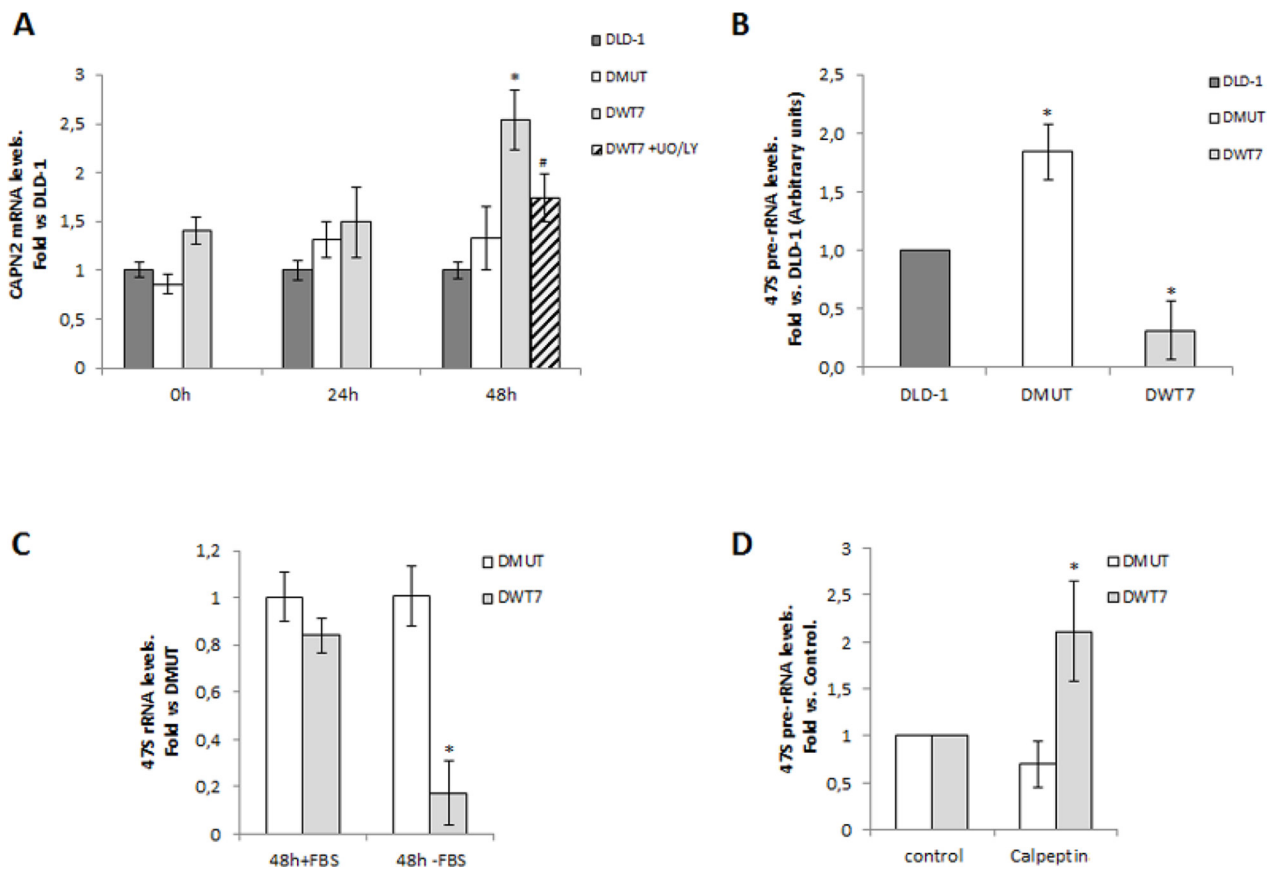 A
CAPN2 mRNA levels.
Fold vs DLD-1
3
2,5
2
1,5
1
0,5
0
*
#
0h
24h
48h
DLD-1
DMUT
DWT7
DWT7 +UO/LY
B
47S pre-rRNA levels.
Fold vs. DLD-1 (Arbitrary units)
2,5
2,0
1,5
1,0
0,5
0,0
*
*
DLD-1
DMUT
DWT7
DLD-1
DMUT
DWT7
C
47S rRNA levels.
Fold vs DMUT
1,2
1
0,8
0,6
0,4
0,2
0
*
48h+FBS
48h -FBS
DMUT
DWT7
D
47S pre-rRNA levels.
Fold vs. Control.
3
2,5
2
1,5
1
0,5
0
*
control
Calpeptin
DMUT
DWT7